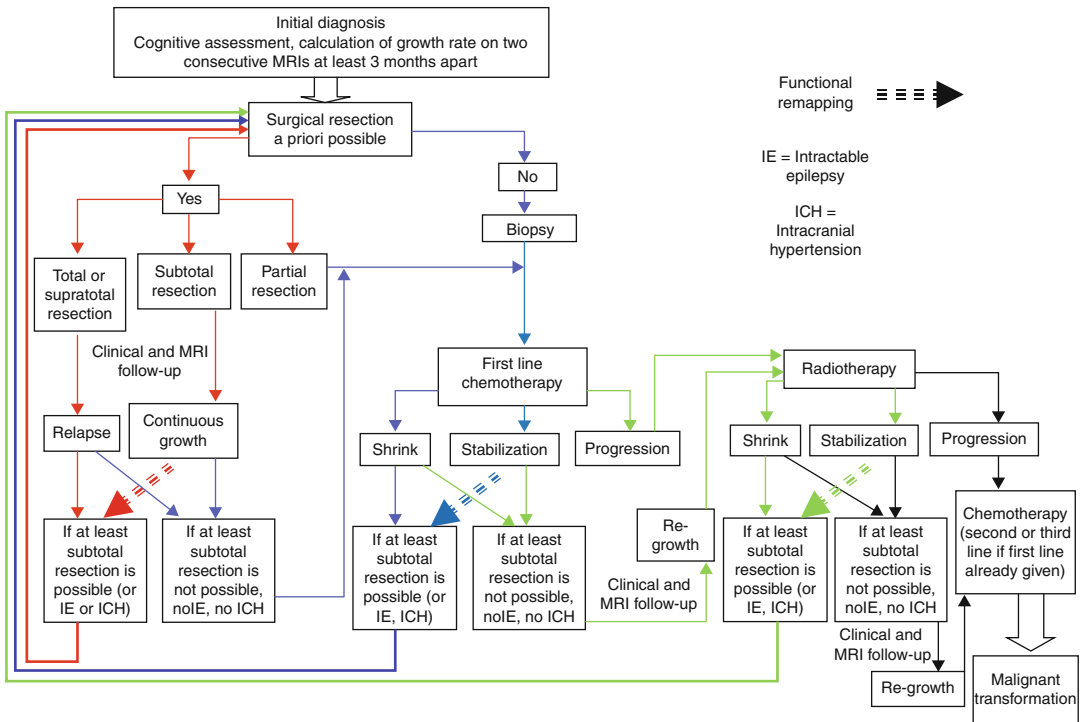 Initial diagnosis
Cognitive assessment, calculation of growth rate on two
consecutive MRIs at least 3 months apart
Functional
remapping
IE = Intractable
epilepsy
ICH =
Intracranial
hypertension
Surgical resection
a priori possible
Yes
No
Biopsy
Total or
supratotal
resection
Subtotal
resection
Partial
resection
Clinical and MRI
follow-up
First line
chemotherapy
Radiotherapy
Relapse
Continuous
growth
Shrink
Stabilization
Progression
Shrink
Stabilization
Progression
If at least
subtotal
resection is
possible (or
IE or ICH)
If at least
subtotal
resection is
not possible,
noIE, no ICH
If at least
subtotal
resection is
possible (or
IE, ICH)
If at least
subtotal
resection is
not possible,
noIE, no ICH
Re-
growth
Clinical and
MRI follow-up
If at least
subtotal
resection is
possible (or
IE, ICH)
If at least
subtotal
resection is
not possible,
noIE, no ICH
Chemotherapy
(second or third
line if first line
already given)
Clinical and
MRI follow-up
Re-growth
Malignant
transformation